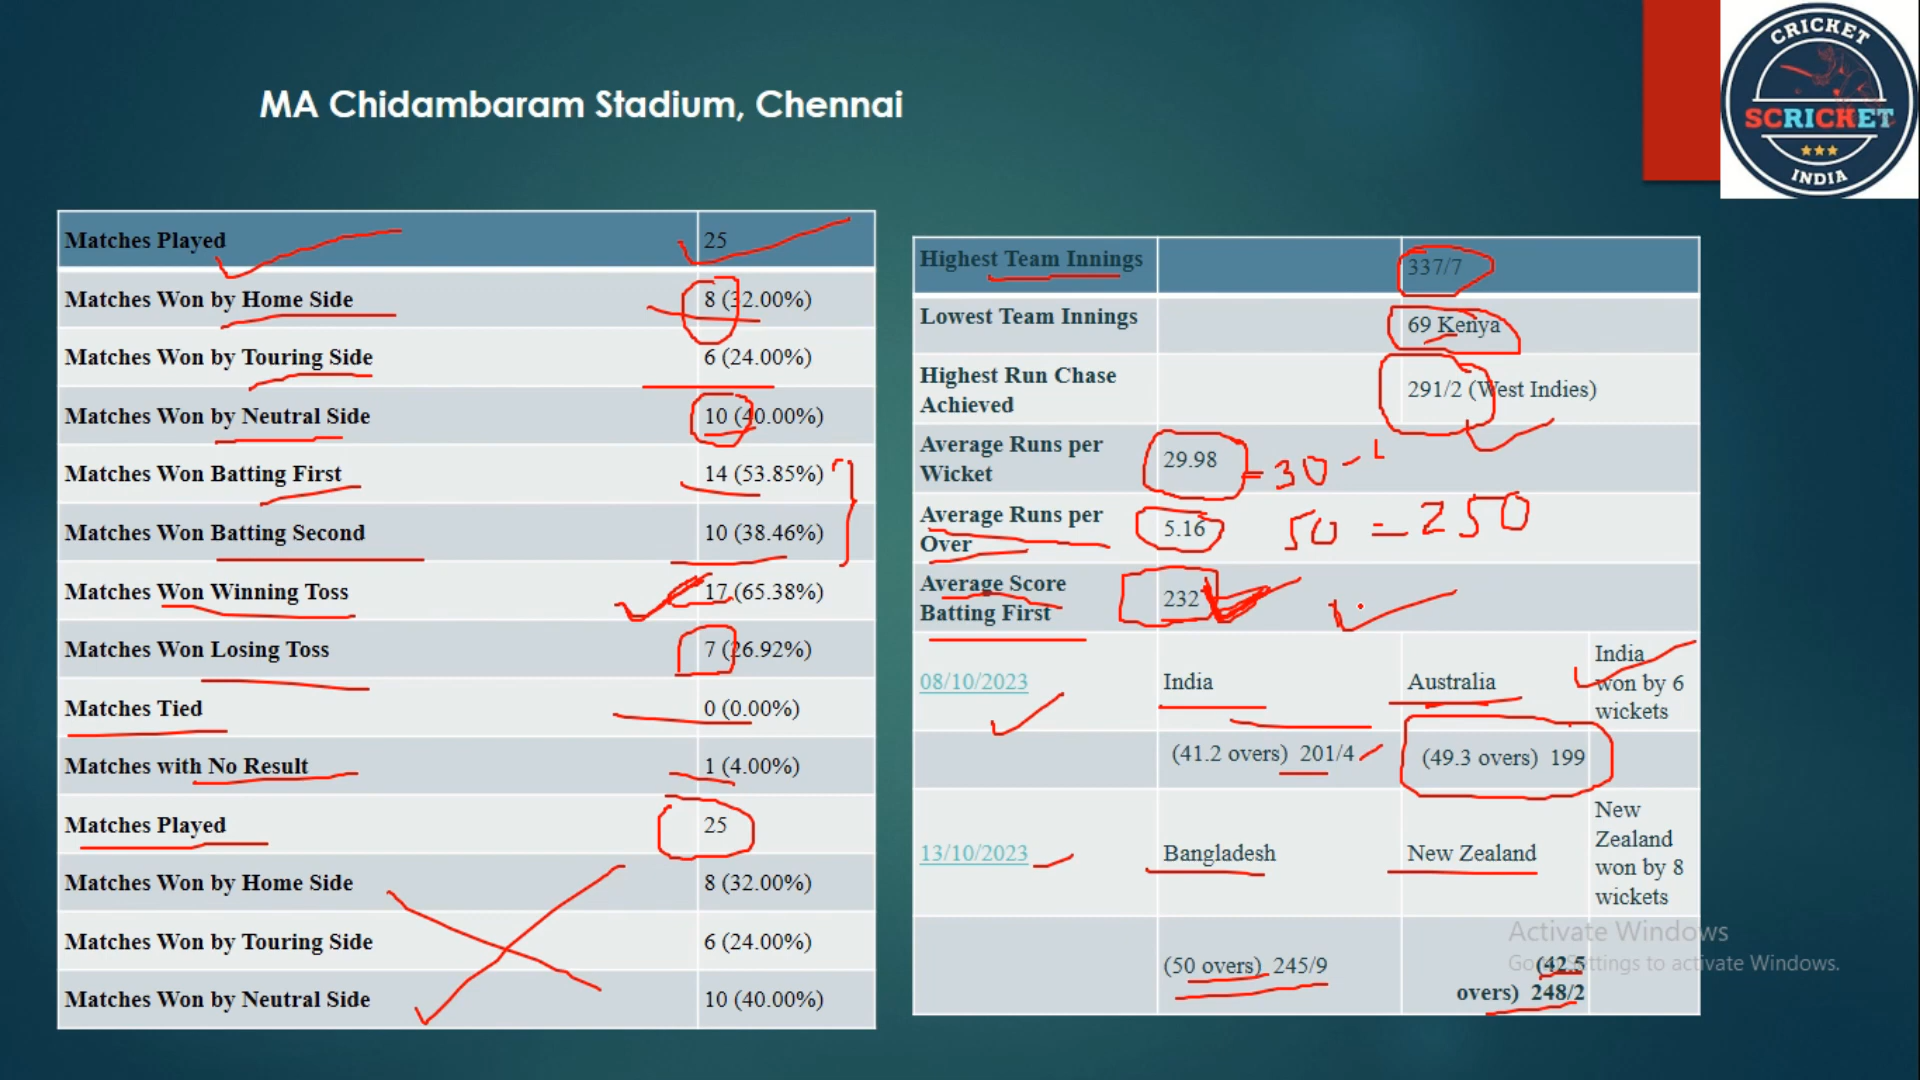 MA Chidambaram Stadium, Chennai
CRICKET
SCRICKET
INDIA
Matches Played 25
Matches Won by Home Side 8 (32.00%)
Matches Won by Touring Side 6 (24.00%)
Matches Won by Neutral Side 10 (40.00%)
Matches Won Batting First 14 (53.85%)
Matches Won Batting Second 10 (38.46%)
Matches Won Winning Toss 17 (65.38%)
Matches Won Losing Toss 7 (26.92%)
Matches Tied 0 (0.00%)
Matches with No Result 1 (4.00%)
Matches Played 25
Matches Won by Home Side 8 (32.00%)
Matches Won by Touring Side 6 (24.00%)
Matches Won by Neutral Side 10 (40.00%)
Highest Team Innings 337/7
Lowest Team Innings 69 Kenya
Highest Run Chase
Achieved
291/2 (West Indies)
Average Runs per
Wicket
29.98 = 30 - 1
Average Runs per
Over
5.16 50 = 250
Average Score
Batting First
232
08/10/2023 India Australia
India
won by 6
wickets
(41.2 overs) 201/4 (49.3 overs) 199
13/10/2023 Bangladesh New Zealand
New
Zealand
won by 8
wickets
(50 overs) 245/9
(42.5
overs) 248/2
Activate Windows
Go to Settings to activate Windows.